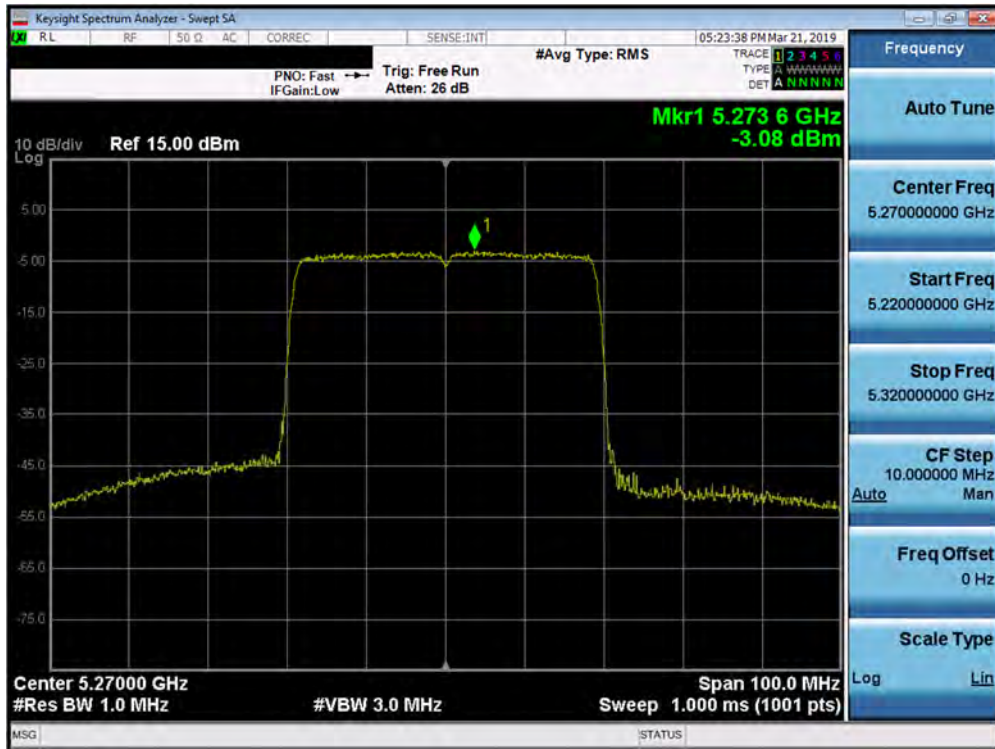 Keysight Spectrum Analyzer - Swept SA
LXI RL RF 50 Ω AC CORREC SENSE:INT 05:23:38 PM Mar 21, 2019
#Avg Type: RMS TRACE 1 2 3 4 5 6
PNO: Fast Trig: Free Run TYPE A WWWWW
IFGain:Low Atten: 26 dB DET A N N N N N
Mkr1 5.273 6 GHz
-3.08 dBm
10 dB/div Ref 15.00 dBm
Log
1
5.00
-5.00
-15.0
-25.0
-35.0
-45.0
-55.0
-65.0
-75.0
Center 5.27000 GHz Span 100.0 MHz
#Res BW 1.0 MHz #VBW 3.0 MHz Sweep 1.000 ms (1001 pts)
MSG STATUS
Frequency
Auto Tune
Center Freq
5.270000000 GHz
Start Freq
5.220000000 GHz
Stop Freq
5.320000000 GHz
CF Step
10.000000 MHz
Auto Man
Freq Offset
0 Hz
Scale Type
Log Lin